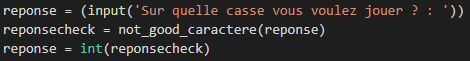 reponse = (input('Sur quelle casse vous voulez jouer ? : '))
reponsecheck = not_good_caractere(reponse)
reponse = int(reponsecheck)